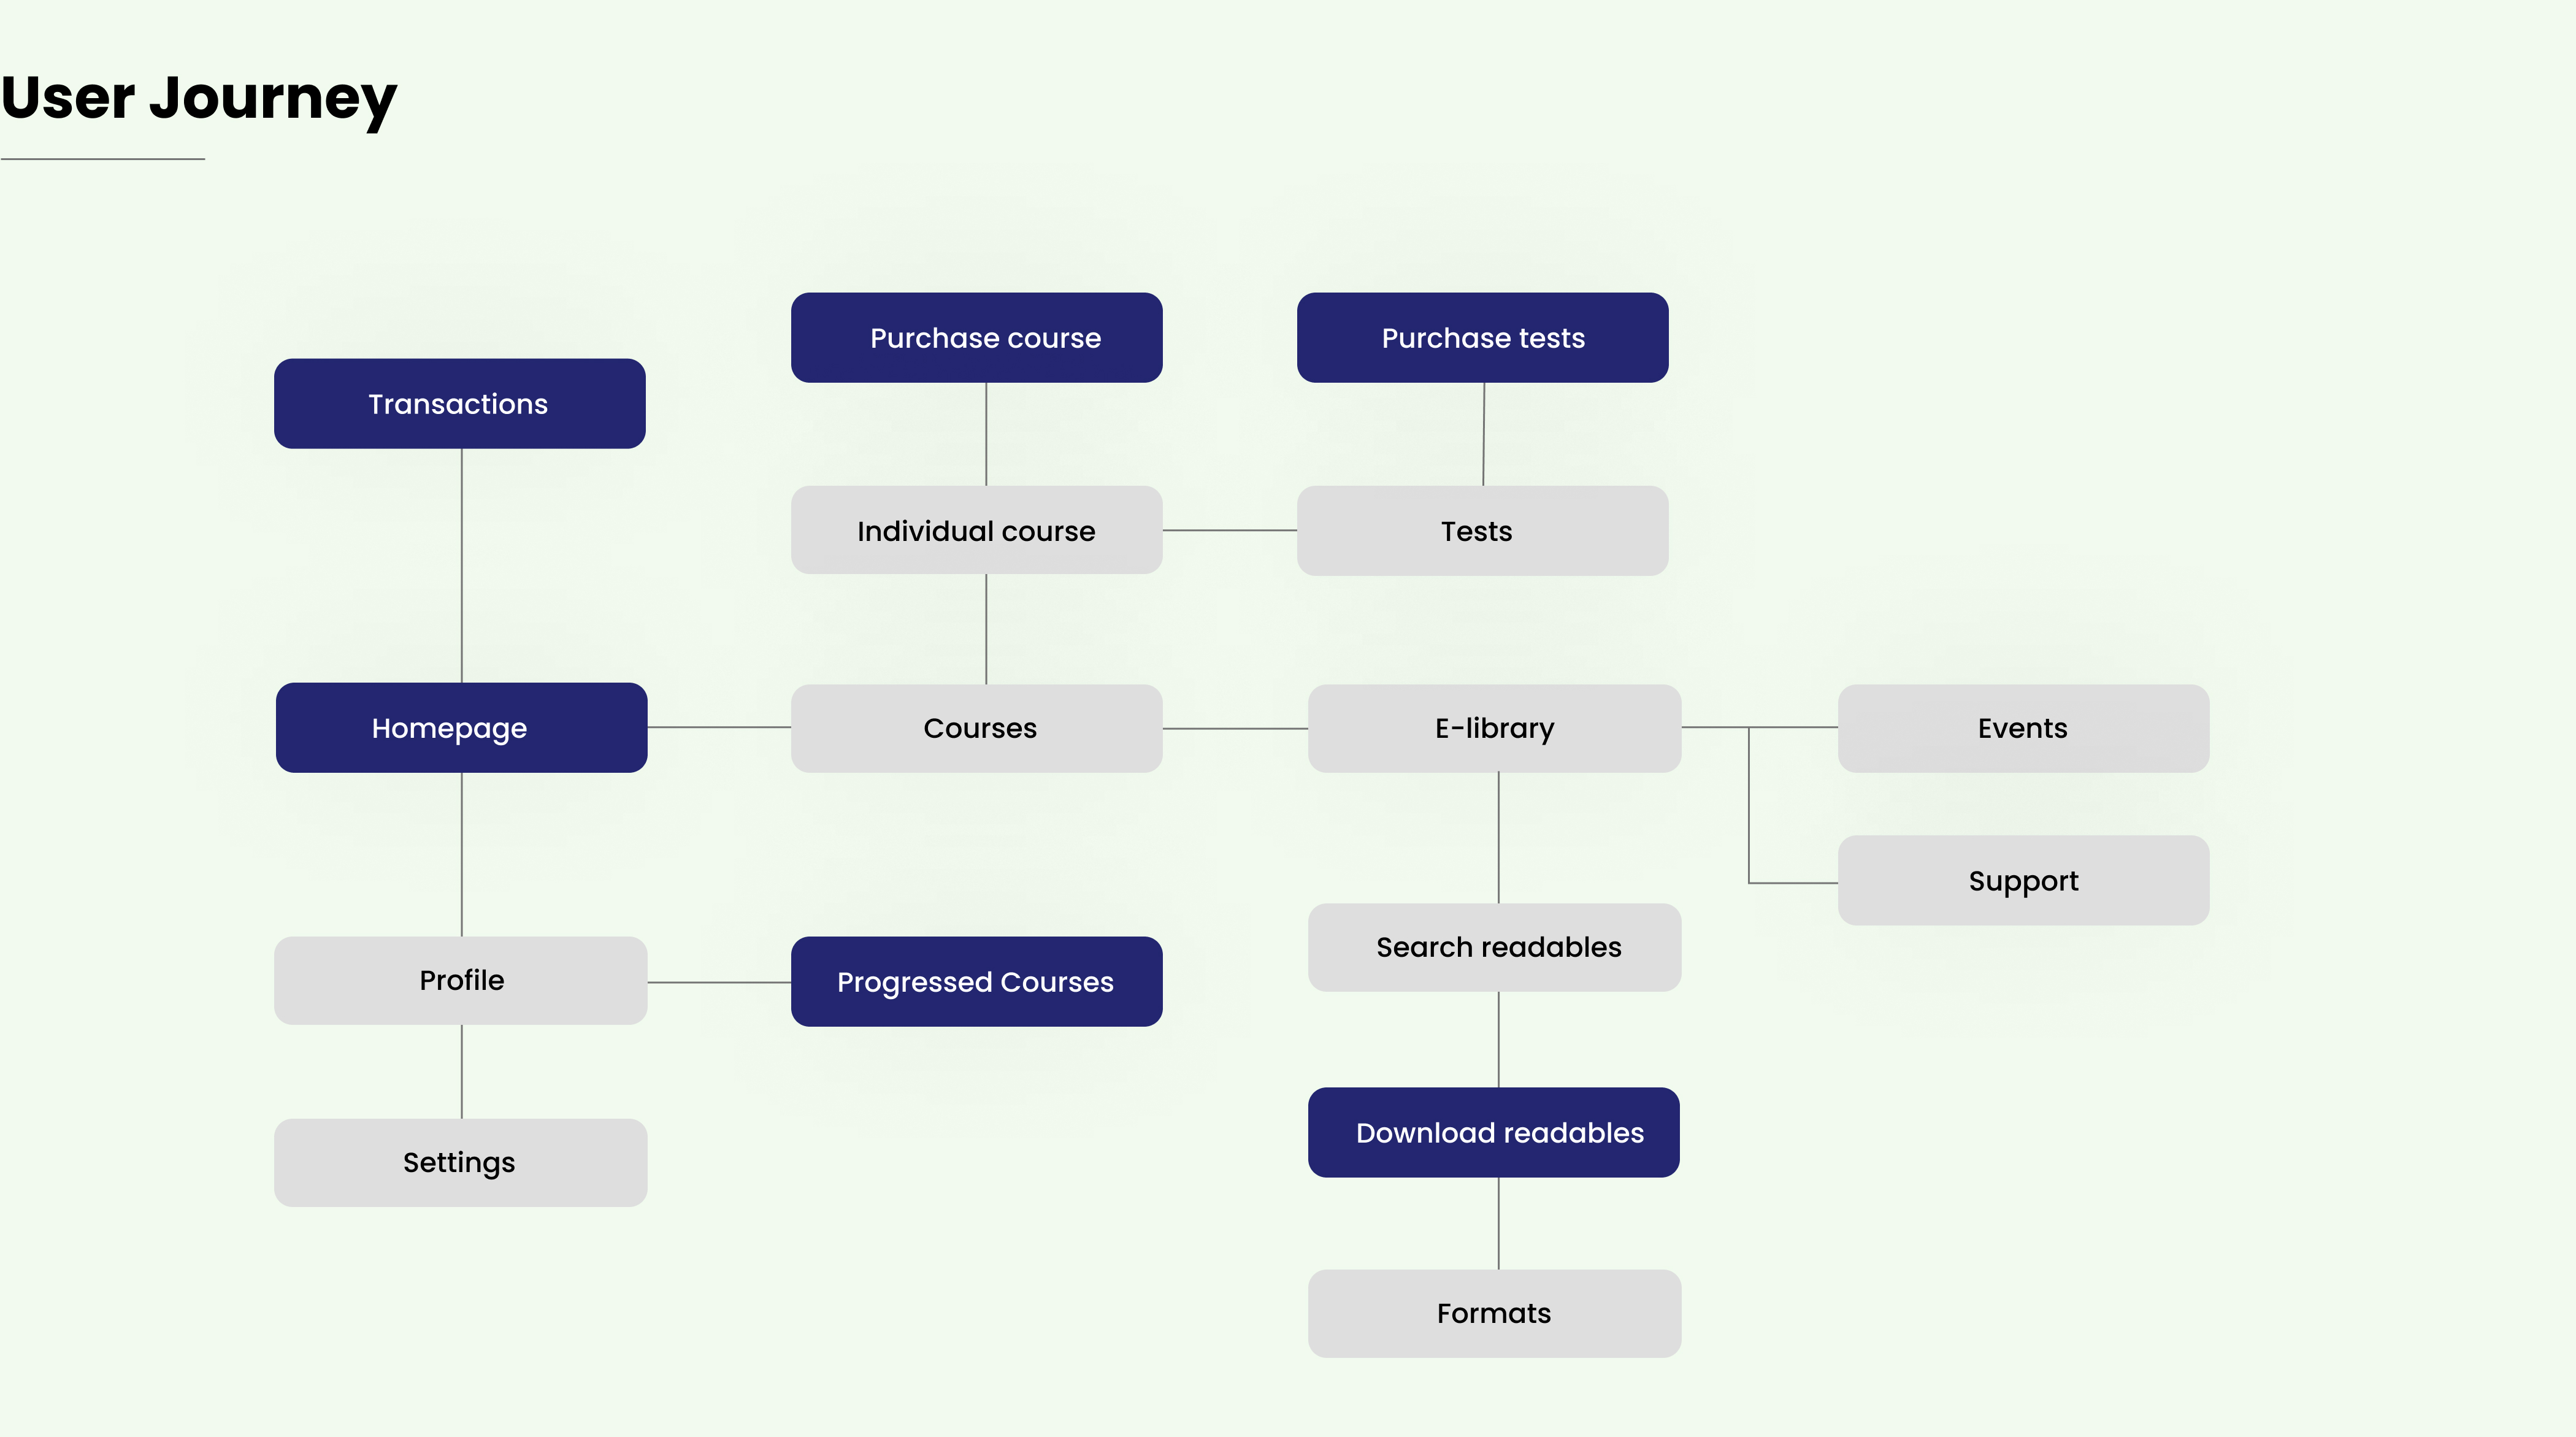 User Journey
Purchase course
Purchase tests
Transactions
Individual course
Tests
Homepage
Courses
E-library
Events
Support
Search readables
Profile
Progressed Courses
Download readables
Settings
Formats